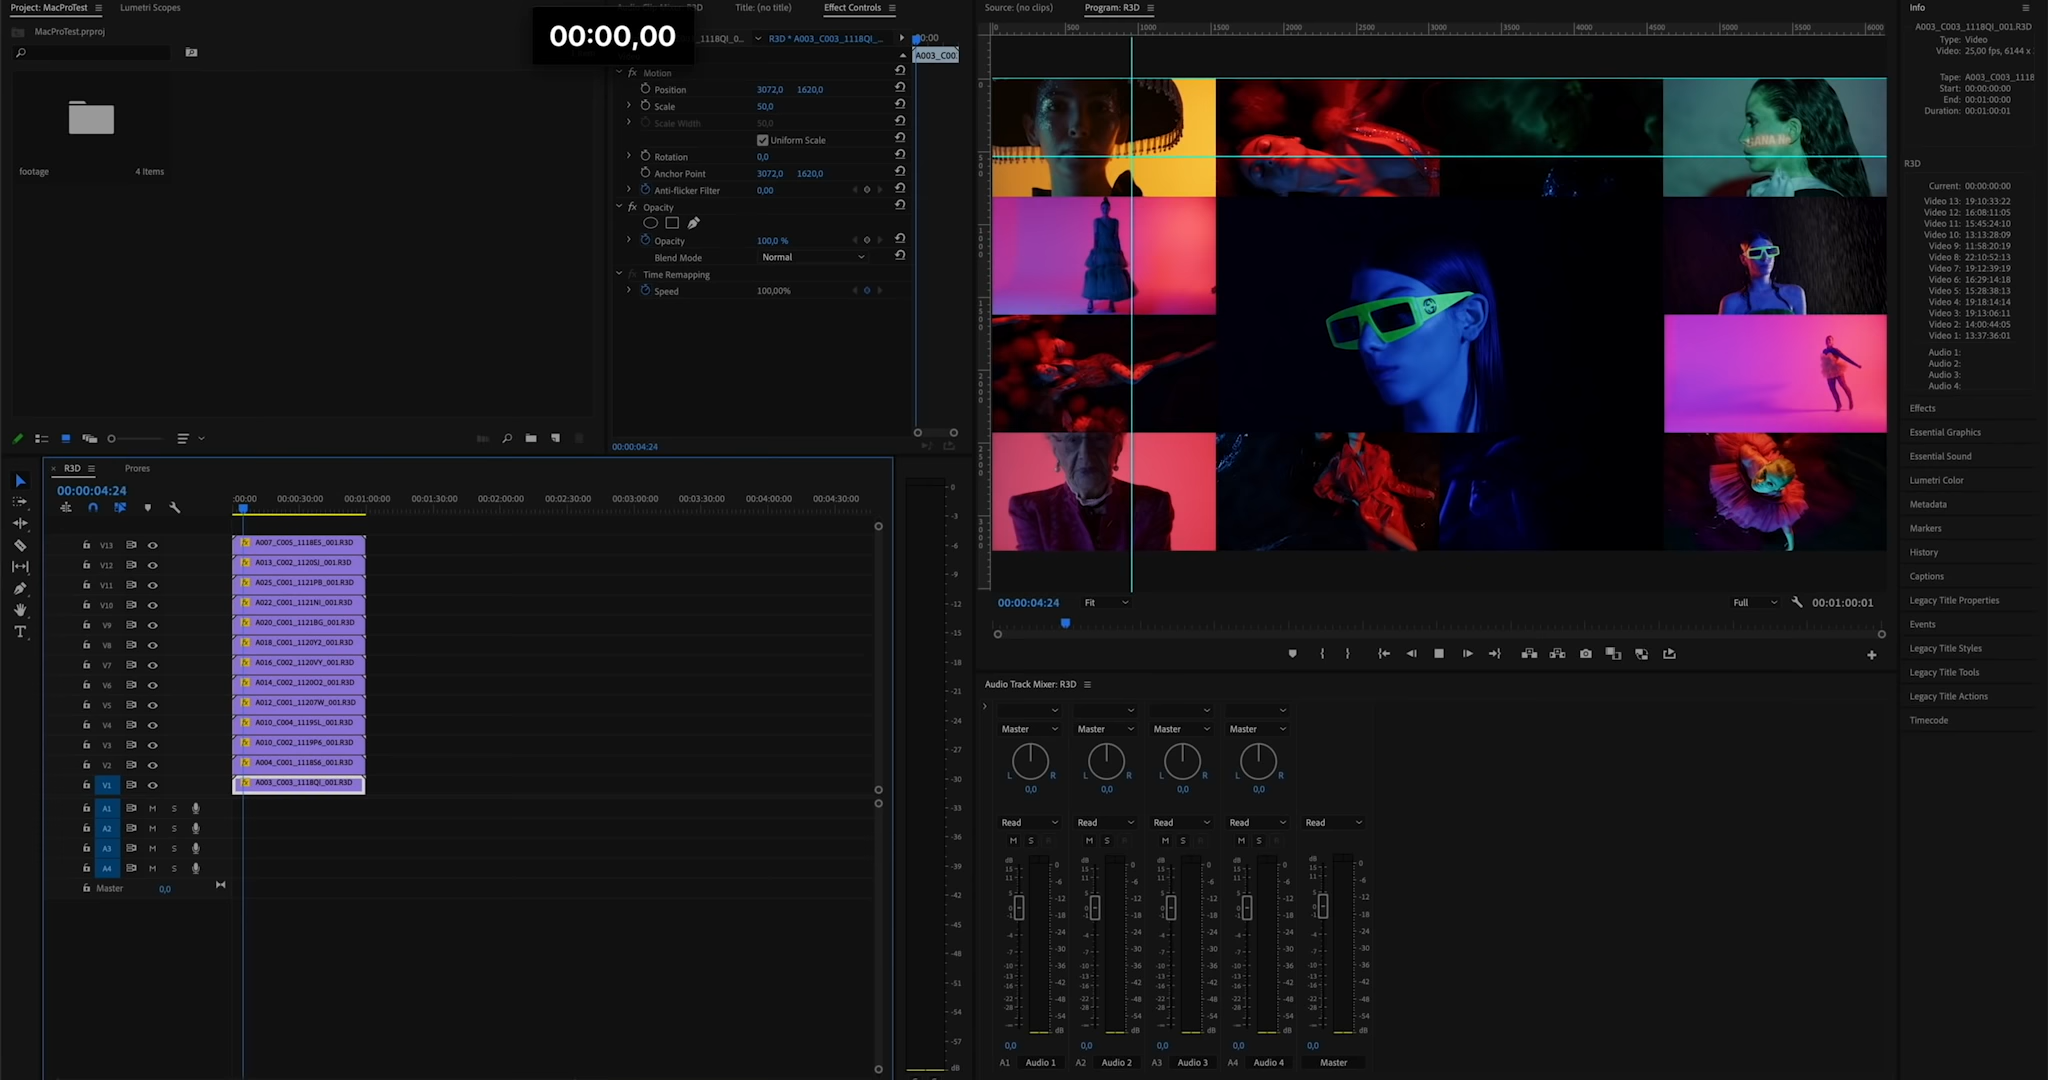 Project: MacProTest
Lumetri Scopes
MacProTest.prproj
footage
4 Items
00:00,00
Title: (no title)
Effect Controls
R3D * A003_C003_1118QI_...
A003_C00
Motion
Position 3072,0 1620,0
Scale 50,0
Scale Width 50,0
Uniform Scale
Rotation 0,0
Anchor Point 3072,0 1620,0
Anti-flicker Filter 0,00
Opacity
Opacity 100,0 %
Blend Mode Normal
Time Remapping
Speed 100,00%
00:00:04:24
Source: (no clips)
Program: R3D
00:00:04:24
Fit
Full
00:01:00:01
Info
A003_C003_1118QI_001.R3D
Type: Video
Video: 25,00 fps, 6144 x
Tape: A003_C003_1118
Start: 00:00:00:00
End: 00:01:00:00
Duration: 00:01:00:01
R3D
Current: 00:00:00:00
Video 13: 19:10:33:22
Video 12: 16:08:11:05
Video 11: 15:45:24:10
Video 10: 13:13:28:09
Video 9: 11:58:20:19
Video 8: 22:10:52:13
Video 7: 19:12:39:19
Video 6: 16:29:14:18
Video 5: 15:28:38:13
Video 4: 19:18:14:14
Video 3: 19:13:06:11
Video 2: 14:00:44:05
Video 1: 13:37:36:01
Audio 1:
Audio 2:
Audio 3:
Audio 4:
Effects
Essential Graphics
Essential Sound
Lumetri Color
Metadata
Markers
History
Captions
Legacy Title Properties
Events
Legacy Title Styles
Legacy Title Tools
Legacy Title Actions
Timecode
R3D
Prores
00:00:04:24
:00:00 00:00:30:00 00:01:00:00 00:01:30:00 00:02:00:00 00:02:30:00 00:03:00:00 00:03:30:00 00:04:00:00 00:04:30:00
V13 A007_C005_1118E5_001.R3D
V12 A013_C002_1120SJ_001.R3D
V11 A025_C001_1121PB_001.R3D
V10 A022_C001_1121NI_001.R3D
V9 A020_C001_1121BG_001.R3D
V8 A018_C001_1120Y2_001.R3D
V7 A016_C002_1120VY_001.R3D
V6 A014_C002_1120O2_001.R3D
V5 A012_C001_11207W_001.R3D
V4 A010_C004_1119SL_001.R3D
V3 A010_C002_1119P6_001.R3D
V2 A004_C001_1118S6_001.R3D
V1 A003_C003_1118QI_001.R3D
A1 M S
A2 M S
A3 M S
A4 M S
Master 0,0
Audio Track Mixer: R3D
Master Master Master Master
L R L R L R L R
0,0 0,0 0,0 0,0
Read Read Read Read Read
M S M S M S M S
0,0 0,0 0,0 0,0 0,0
A1 Audio 1 A2 Audio 2 A3 Audio 3 A4 Audio 4 Master